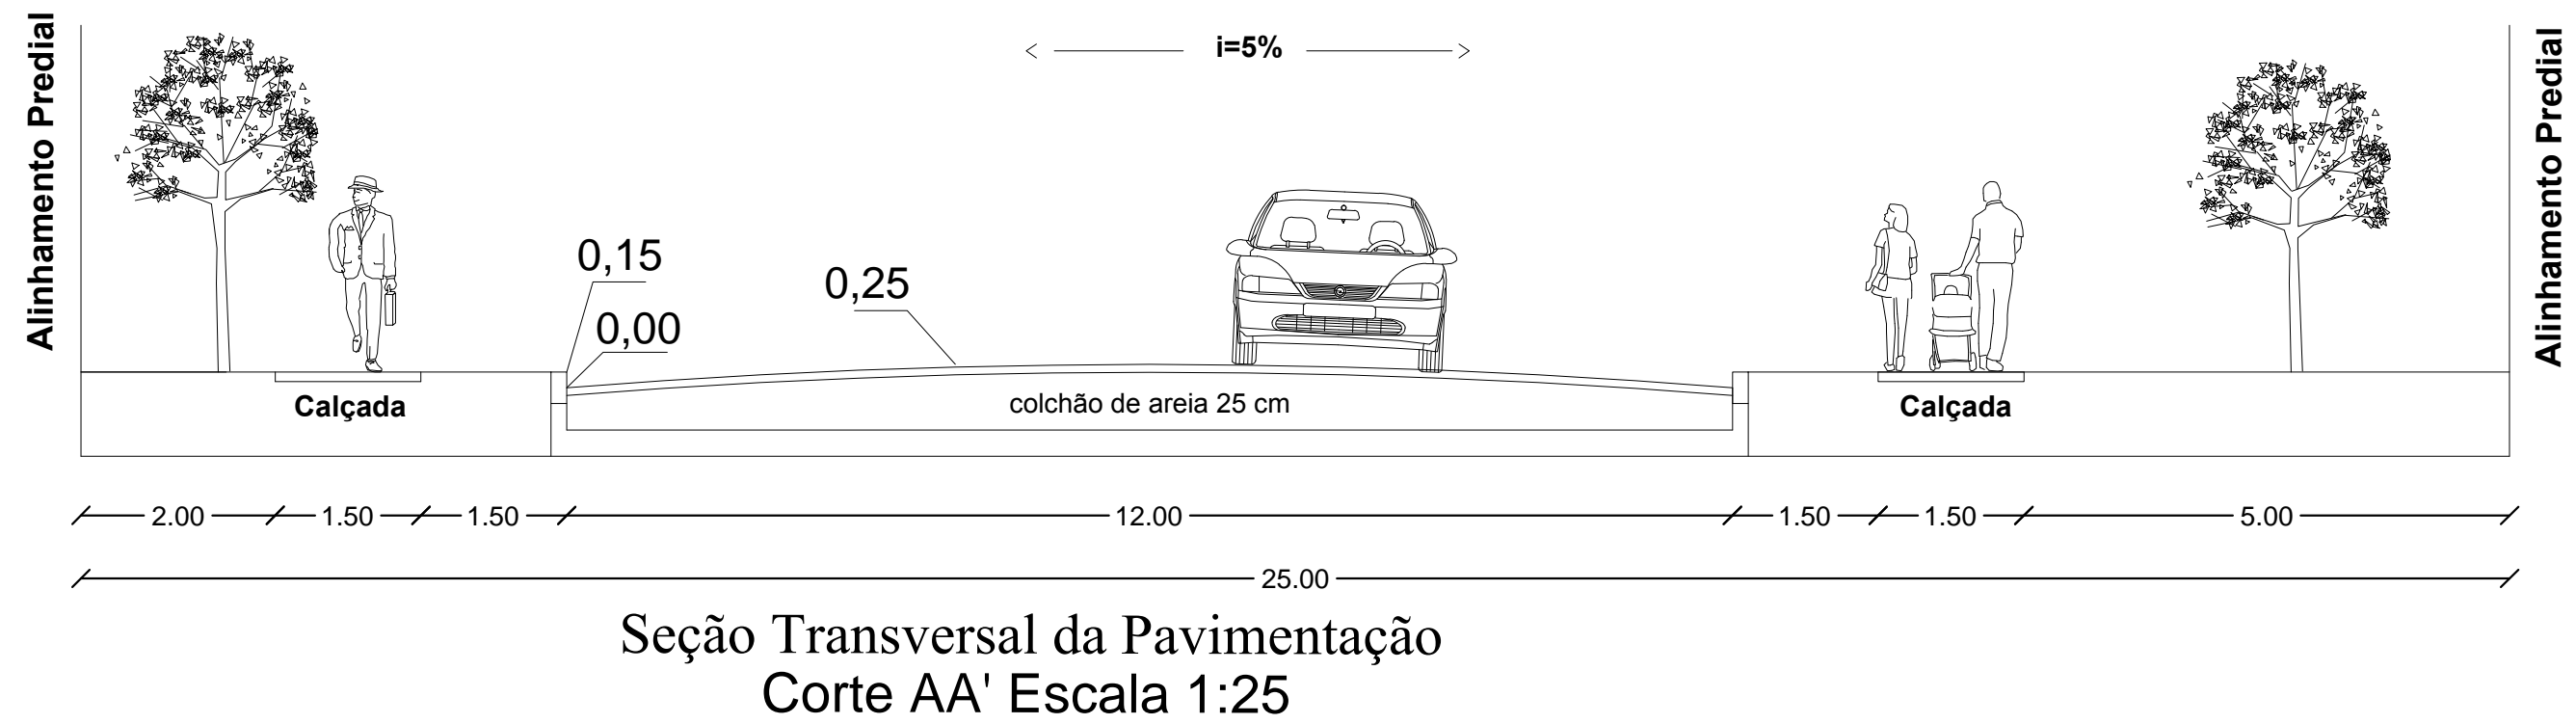 Alinhamento Predial
i=5%
Alinhamento Predial
0,15
0,25
0,00
Calçada
colchão de areia 25 cm
Calçada
2.00 1.50 1.50 12.00 1.50 1.50 5.00
25.00
Seção Transversal da Pavimentação
Corte AA' Escala 1:25